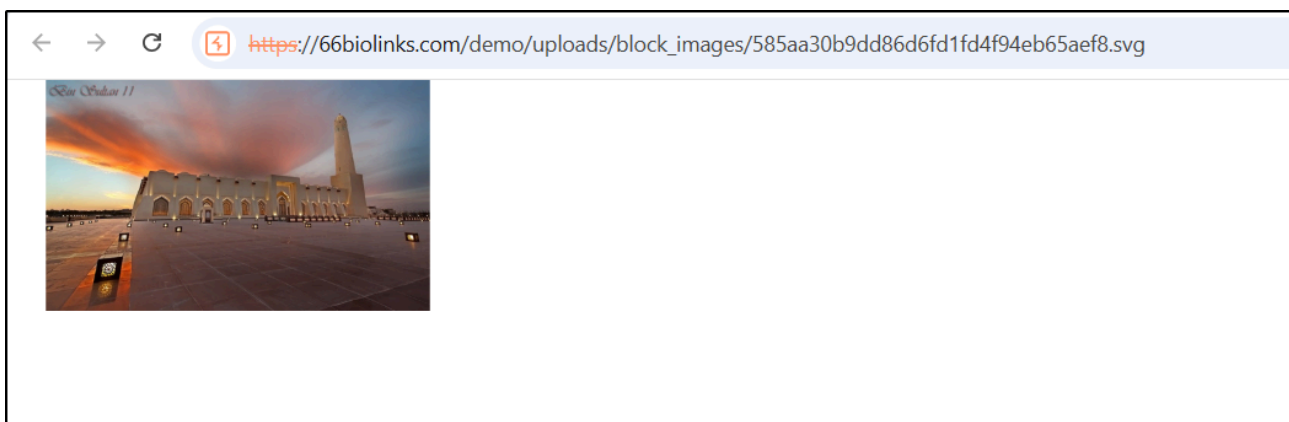 https://66biolinks.com/demo/uploads/block_images/585aa30b9dd86d6fd1fd4f94eb65aef8.svg
Bin Sultan 11